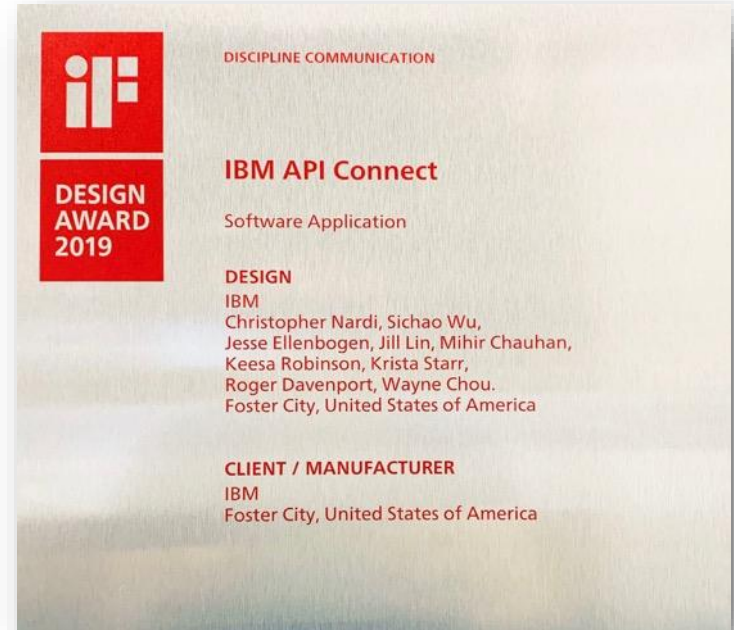 iF
DESIGN
AWARD
2019
DISCIPLINE COMMUNICATION
IBM API Connect
Software Application
DESIGN
IBM
Christopher Nardi, Sichao Wu,
Jesse Ellenbogen, Jill Lin, Mihir Chauhan,
Keesa Robinson, Krista Starr,
Roger Davenport, Wayne Chou.
Foster City, United States of America
CLIENT / MANUFACTURER
IBM
Foster City, United States of America